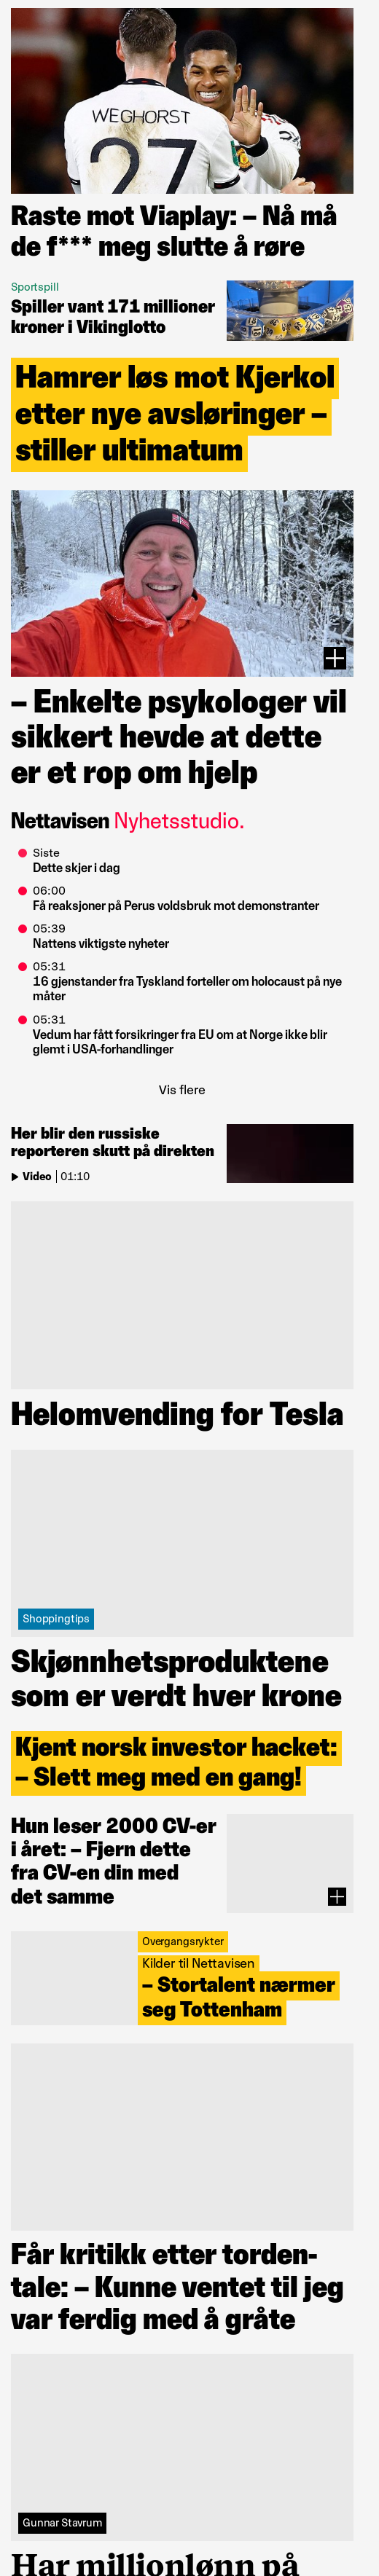 WEGHORST
27
Raste mot Viaplay: – Nå må
de f*** meg slutte å røre
Sportspill
Spiller vant 171 millioner
kroner i Vikinglotto
Hamrer løs mot Kjerkol
etter nye avsløringer –
stiller ultimatum
– Enkelte psykologer vil
sikkert hevde at dette
er et rop om hjelp
Nettavisen Nyhetsstudio.
Siste
Dette skjer i dag
06:00
Få reaksjoner på Perus voldsbruk mot demonstranter
05:39
Nattens viktigste nyheter
05:31
16 gjenstander fra Tyskland forteller om holocaust på nye
måter
05:31
Vedum har fått forsikringer fra EU om at Norge ikke blir
glemt i USA-forhandlinger
Vis flere
Her blir den russiske
reporteren skutt på direkten
Video 01:10
Helomvending for Tesla
Shoppingtips
Skjønnhetsproduktene
som er verdt hver krone
Kjent norsk investor hacket:
– Slett meg med en gang!
Hun leser 2000 CV-er
i året: – Fjern dette
fra CV-en din med
det samme
Overgangsrykter
Kilder til Nettavisen
– Stortalent nærmer
seg Tottenham
Får kritikk etter torden-
tale: – Kunne ventet til jeg
var ferdig med å gråte
Gunnar Stavrum
Har millionlønn på